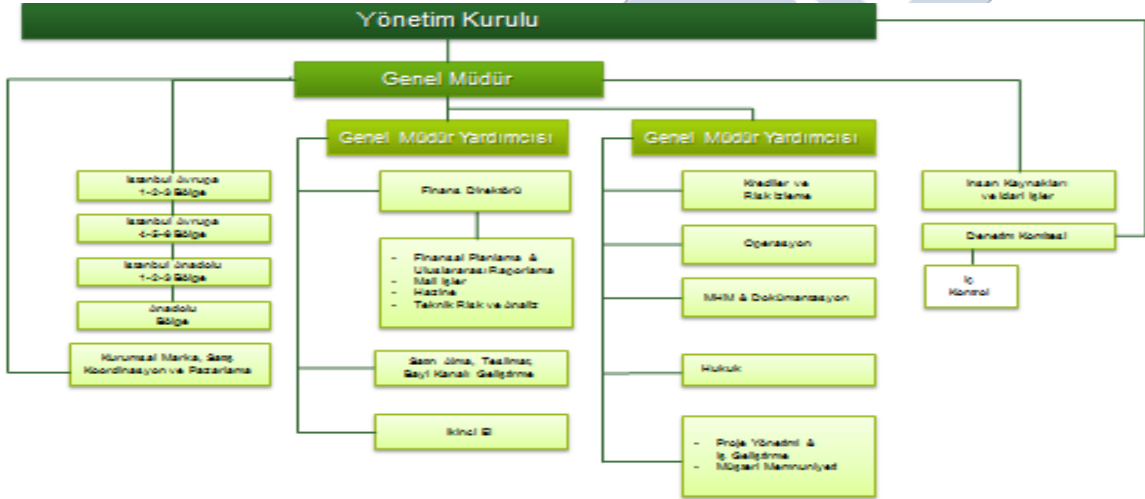 Yönetim Kurulu
Genel Müdür
Genel Müdür Yardımcısı
Genel Müdür Yardımcısı
İstanbul Avrupa
1-2-3 Bölge
İstanbul Avrupa
4-5-6 Bölge
İstanbul Anadolu
1-2-3 Bölge
Anadolu
Bölge
Kurumsal Marka, Satış
Koordinasyon ve Pazarlama
Finans Direktörü
- Finansal Planlama &
Uluslararası Raporlama
- Mali İşler
- Hazine
- Teknik Risk ve Analiz
Satın Alma, Teslimat,
Bayi Kanalı Geliştirme
İkinci El
Krediler ve
Risk İzleme
Operasyon
MHM & Dokümantasyon
Hukuk
- Proje Yönetimi &
İş Geliştirme
- Müşteri Memnuniyeti
İnsan Kaynakları
ve İdari İşler
Denetim Komitesi
İç
Kontrol